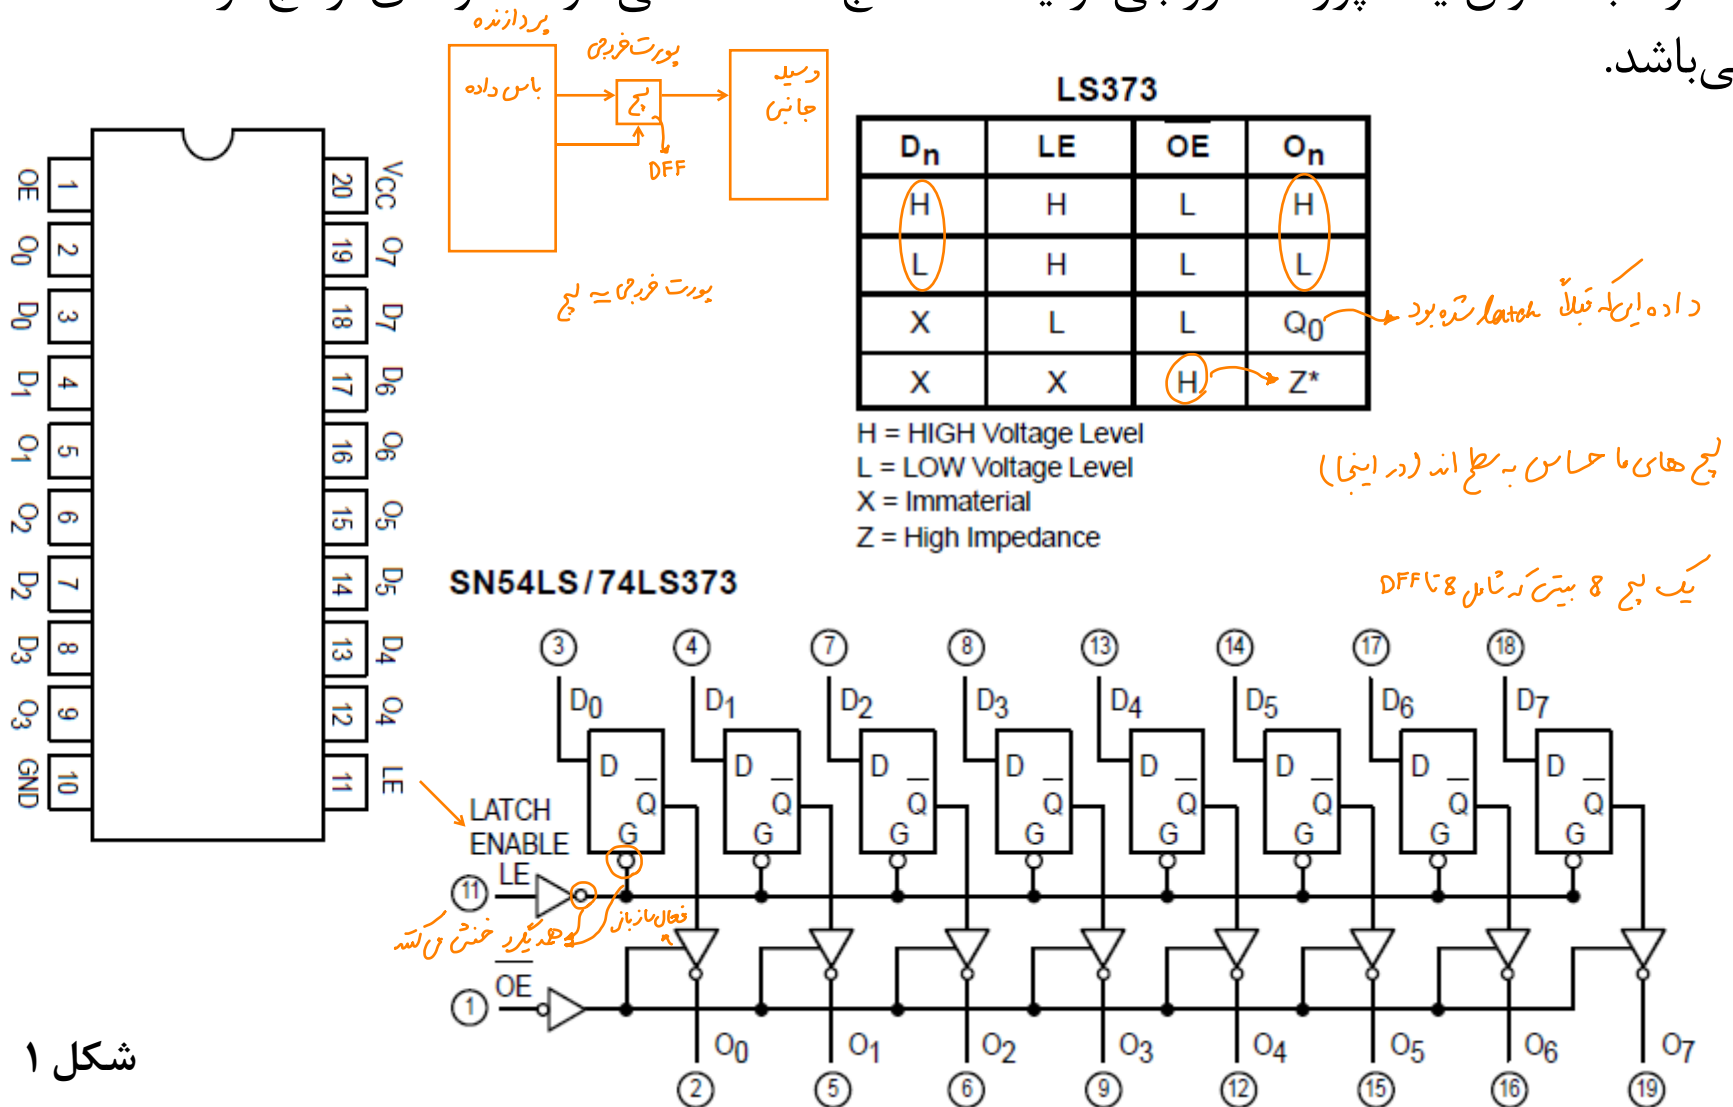 ی‌باشد.
پردازنده
باس داده
پورت خروجی
لچ
DFF
وسیله
جانبی
پورت خروجی یه لچ
LS373
Dn LE OE On
H H L H
L H L L
X L L Q0
X X H Z*
داده ای که قبلاً latch شده بود
H = HIGH Voltage Level
L = LOW Voltage Level
X = Immaterial
Z = High Impedance
لچ های ما حساس به سطح اند (در اینجا)
یک لچ 8 بیتی که شامل 8 تا DFF
OE 1 20 VCC
O0 2 19 O7
D0 3 18 D7
D1 4 17 D6
O1 5 16 O6
O2 6 15 O5
D2 7 14 D5
D3 8 13 D4
O3 9 12 O4
GND 10 11 LE
SN54LS/74LS373
3 4 7 8 13 14 17 18
D0 D1 D2 D3 D4 D5 D6 D7
D D D D D D D D
Q Q Q Q Q Q Q Q
G G G G G G G G
LATCH
ENABLE
LE
11
همدیگرو خنثی می کنند
OE
1
O0 O1 O2 O3 O4 O5 O6 O7
2 5 6 9 12 15 16 19
شکل ۱